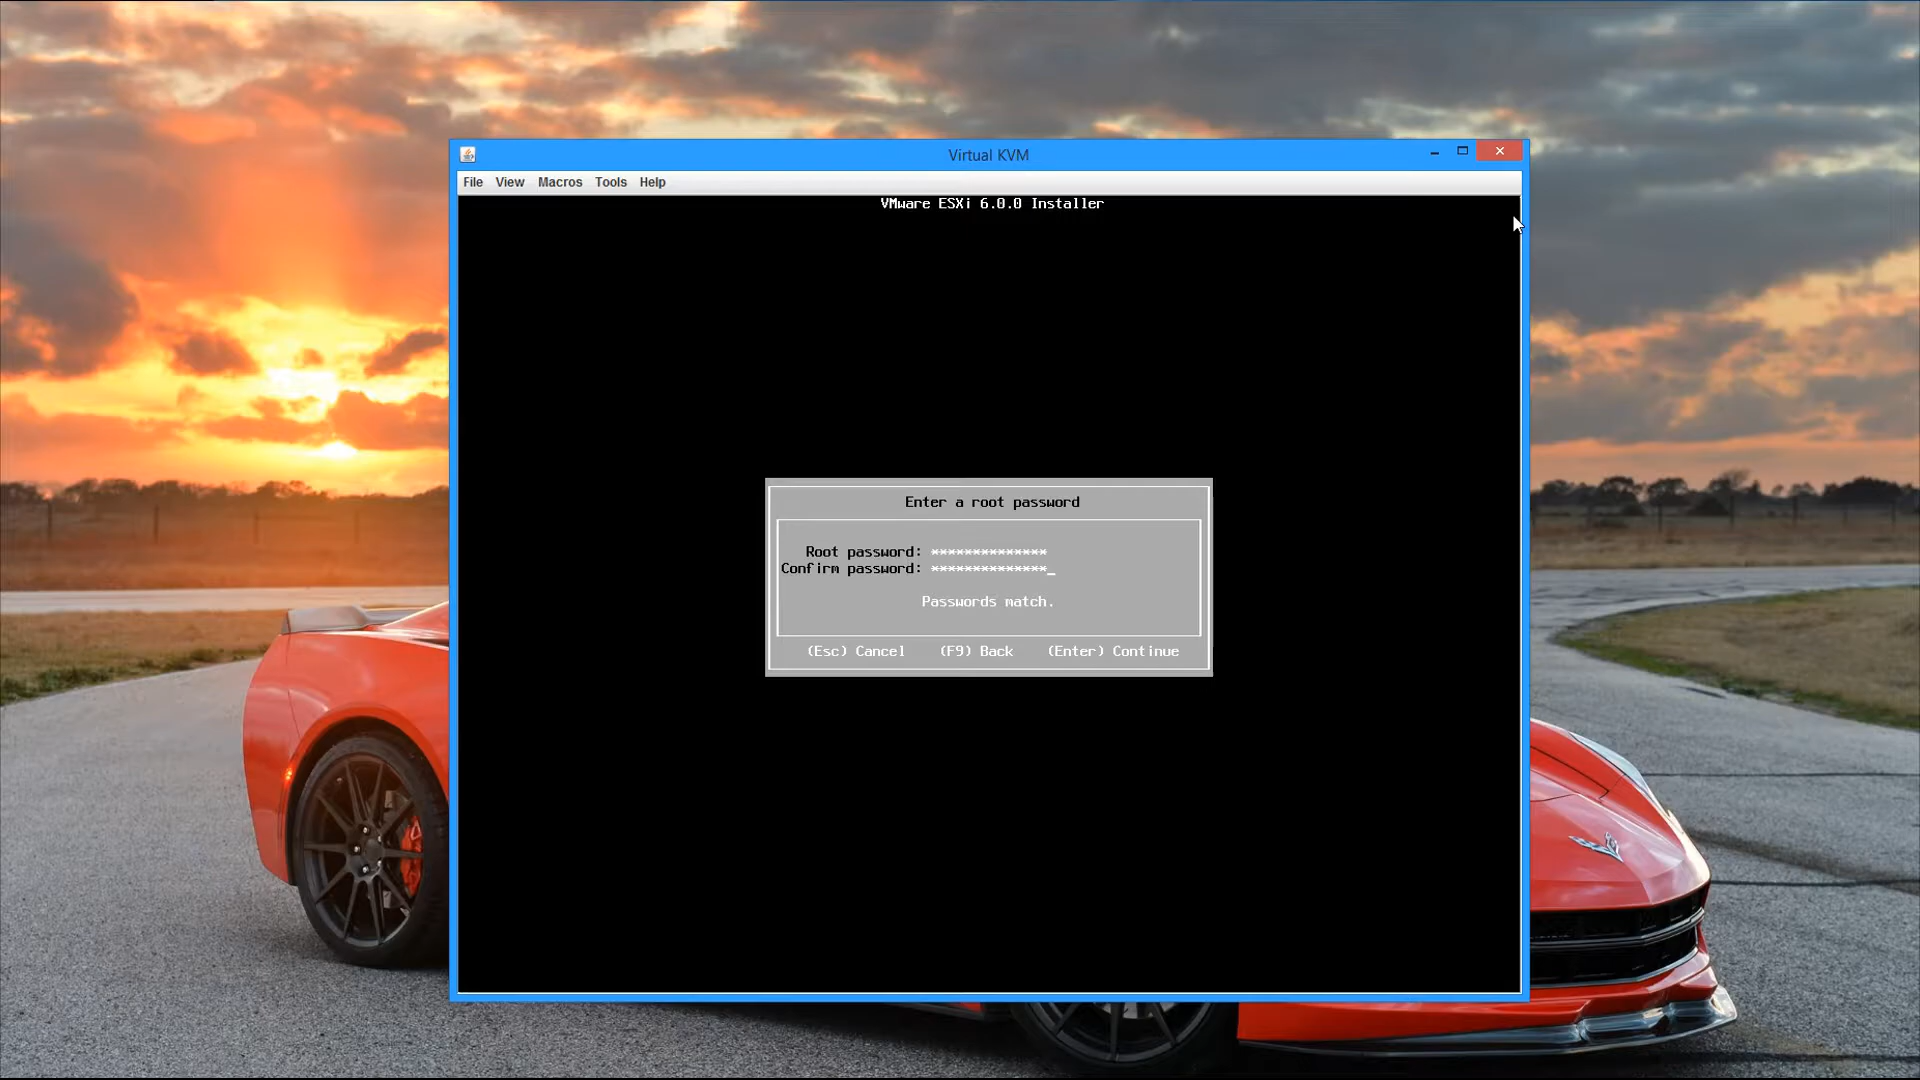 Virtual KVM
File View Macros Tools Help
VMware ESXi 6.0.0 Installer
Enter a root password
Root password: **************
Confirm password: **************_
Passwords match.
(Esc) Cancel (F9) Back (Enter) Continue